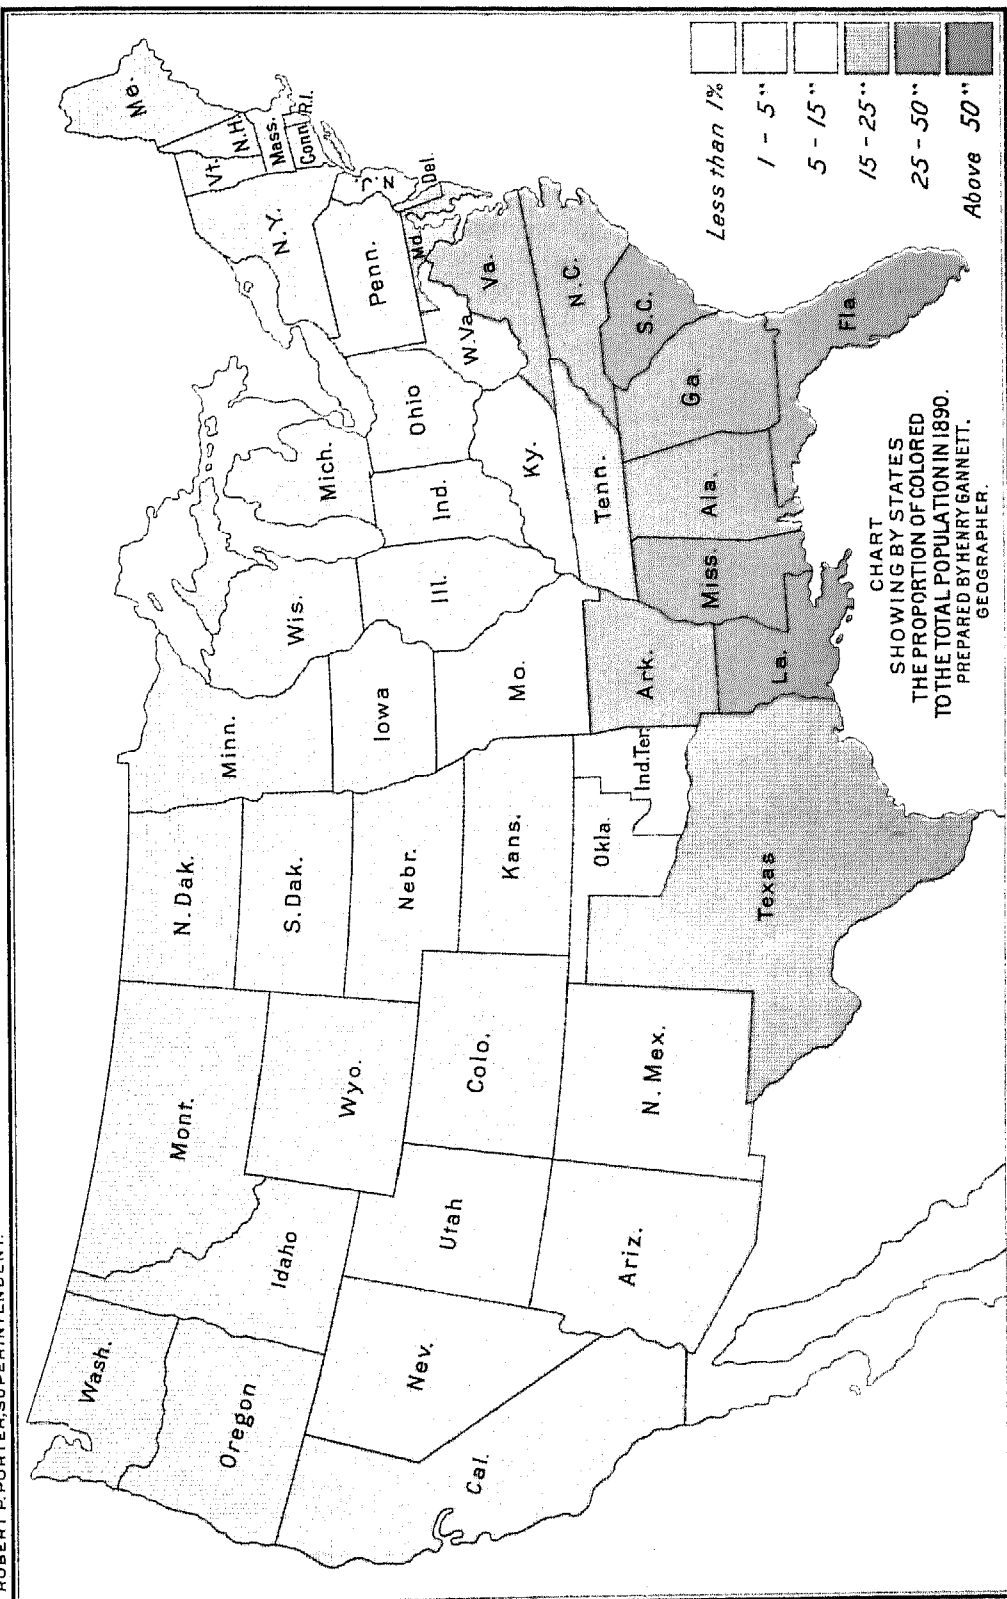 ROBERT P. PORTER, SUPERINTENDENT.
Wash.
Oregon
Cal.
Nev.
Idaho
Mont.
Wyo.
Utah
Ariz.
Colo.
N. Mex.
N. Dak.
S. Dak.
Nebr.
Kans.
Okla.
Ind. Ter.
Texas
Minn.
Iowa
Mo.
Ark.
La.
Wis.
Ill.
Mich.
Ind.
Ohio
Ky.
Tenn.
Miss.
Ala.
Ga.
Fla
S.C.
N.C.
Va.
W.Va
Md.
Del.
Penn.
N.J.
N.Y.
Vt.
N.H.
Me.
Mass.
Conn
R.I.
CHART
SHOWING BY STATES
THE PROPORTION OF COLORED
TO THE TOTAL POPULATION IN 1890.
PREPARED BY HENRY GANNETT.
GEOGRAPHER.
Less than 1%
1 - 5 "
5 - 15 "
15 - 25 "
25 - 50 "
Above 50 "